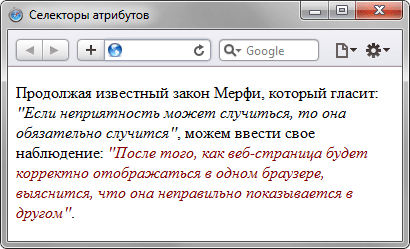 Селекторы атрибутов
Google
Продолжая известный закон Мерфи, который гласит:
"Если неприятность может случиться, то она
обязательно случится", можем ввести свое
наблюдение: "После того, как веб-страница будет
корректно отображаться в одном браузере,
выяснится, что она неправильно показывается в
другом".